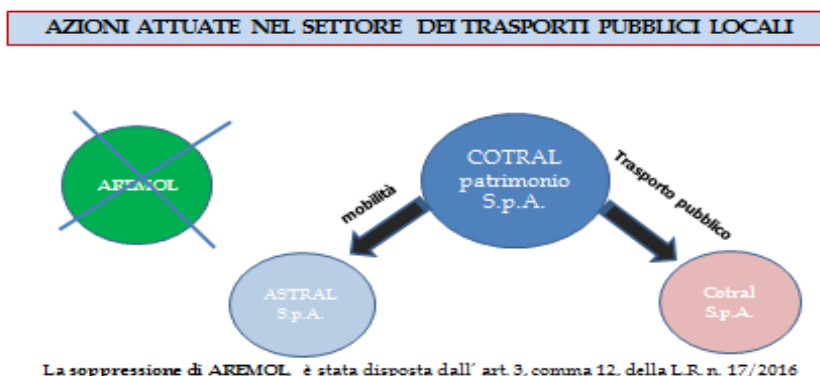 AZIONI ATTUATE NEL SETTORE DEI TRASPORTI PUBBLICI LOCALI
AREMOL
COTRAL
patrimonio
S.p.A.
mobilità
Trasporto pubblico
ASTRAL
S.p.A.
Cotral
S.p.A.
La soppressione di AREMOL è stata disposta dall' art. 3, comma 12, della L.R. n. 17/2016